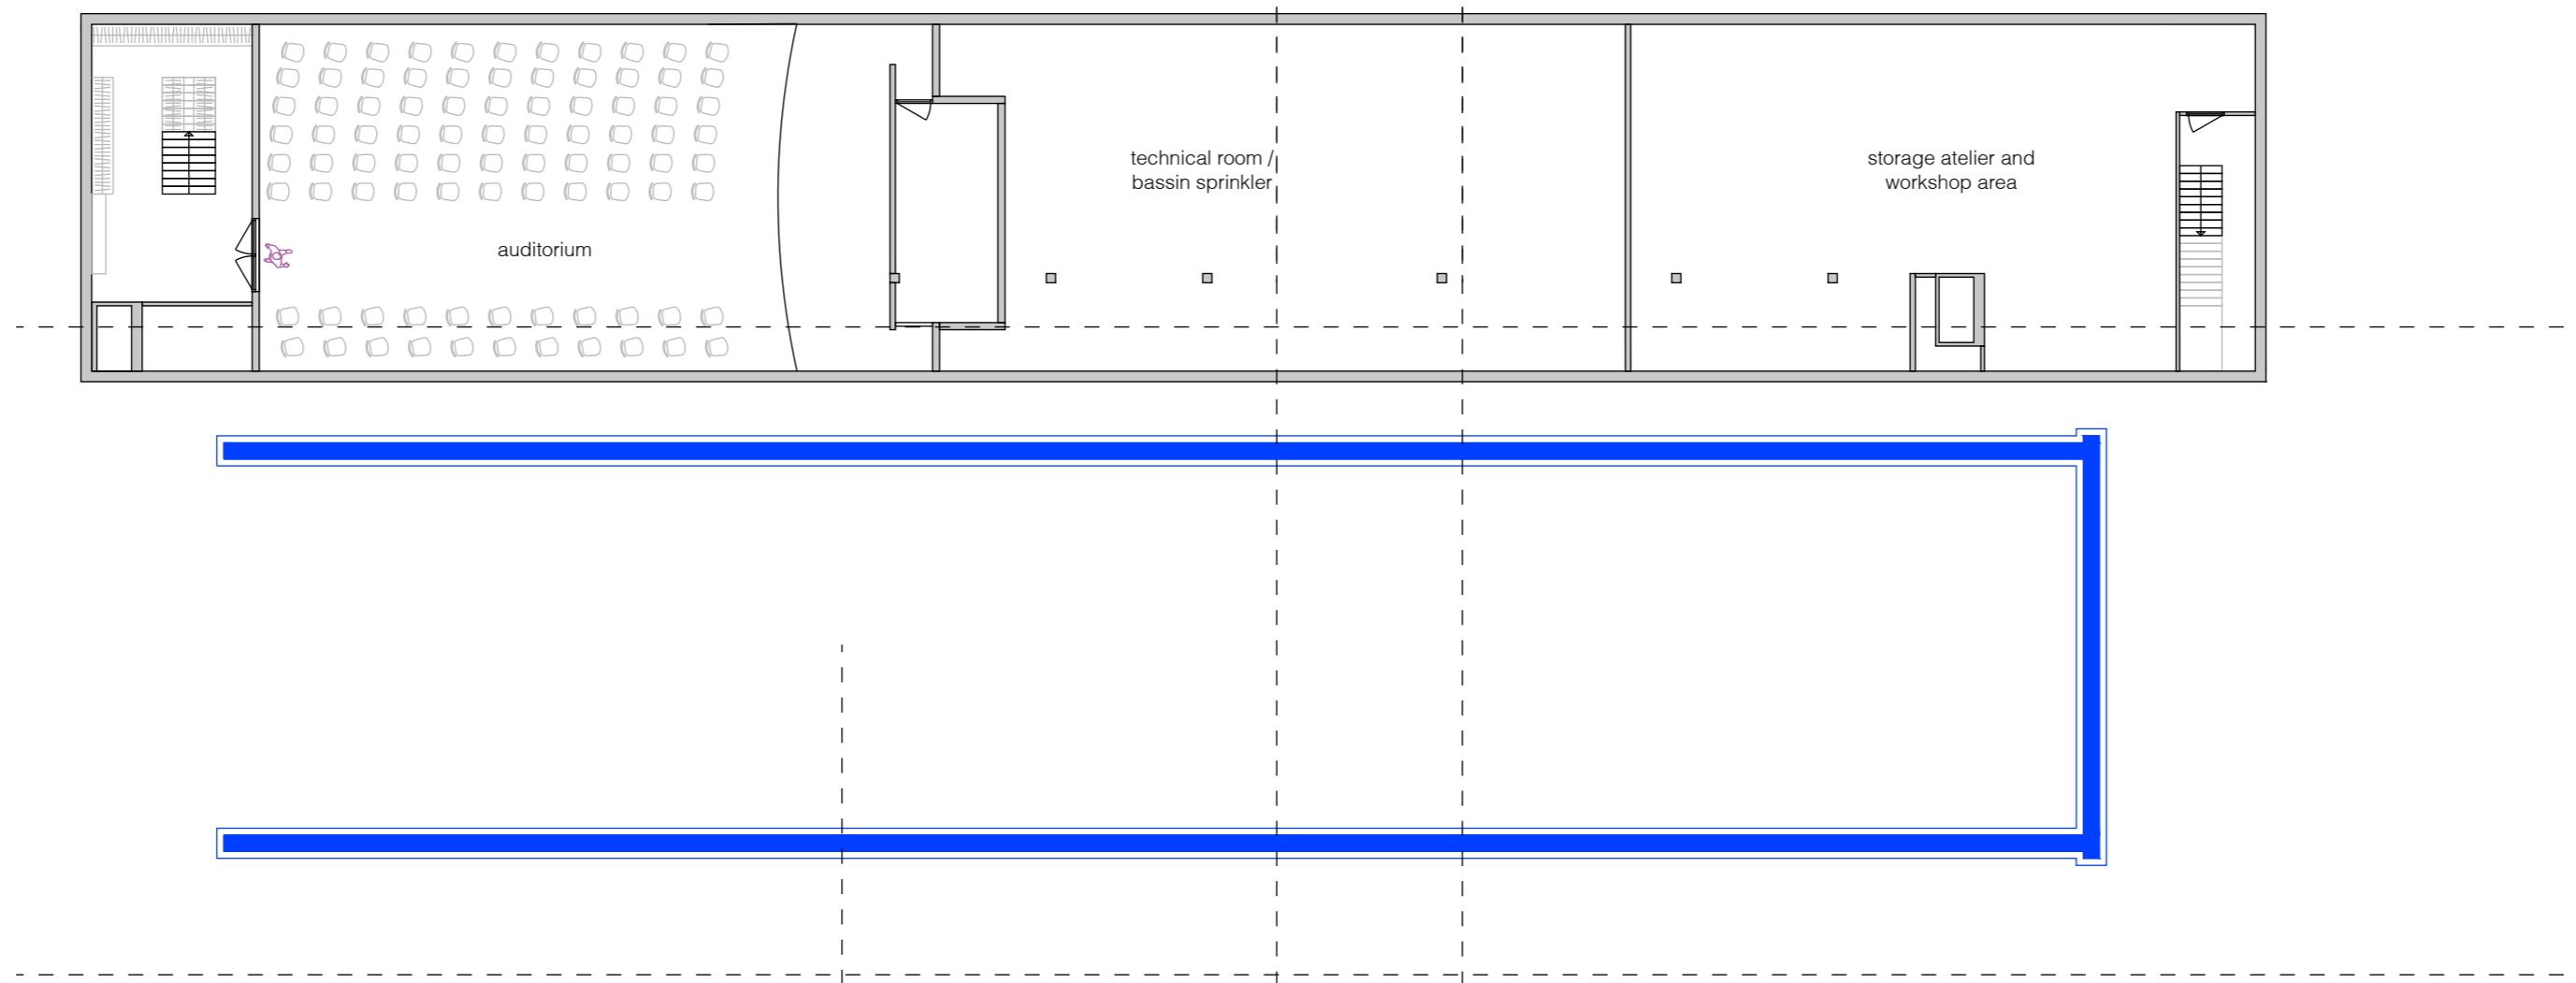 technical room /
bassin sprinkler
storage atelier and
workshop area
auditorium